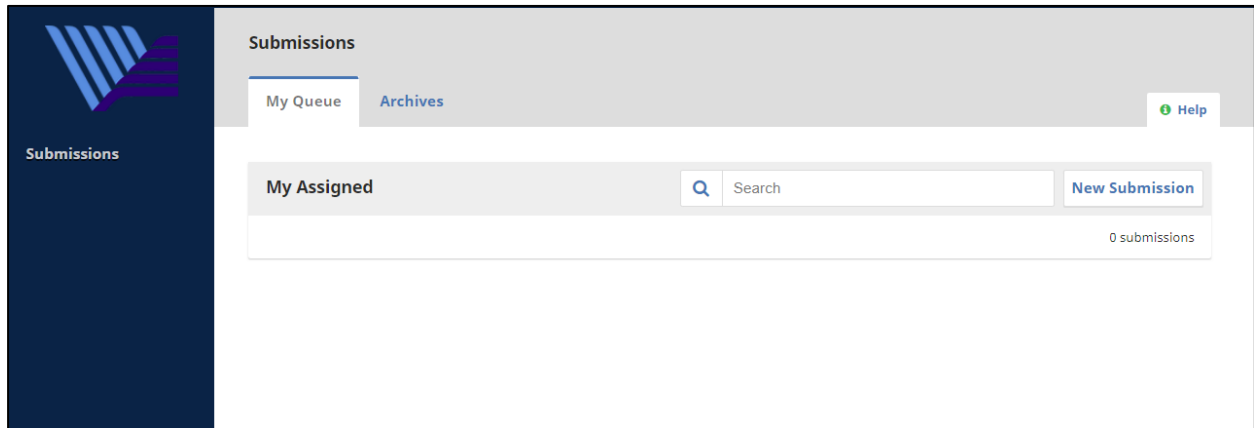 Submissions
My Queue
Archives
Help
Submissions
My Assigned
Search
New Submission
0 submissions